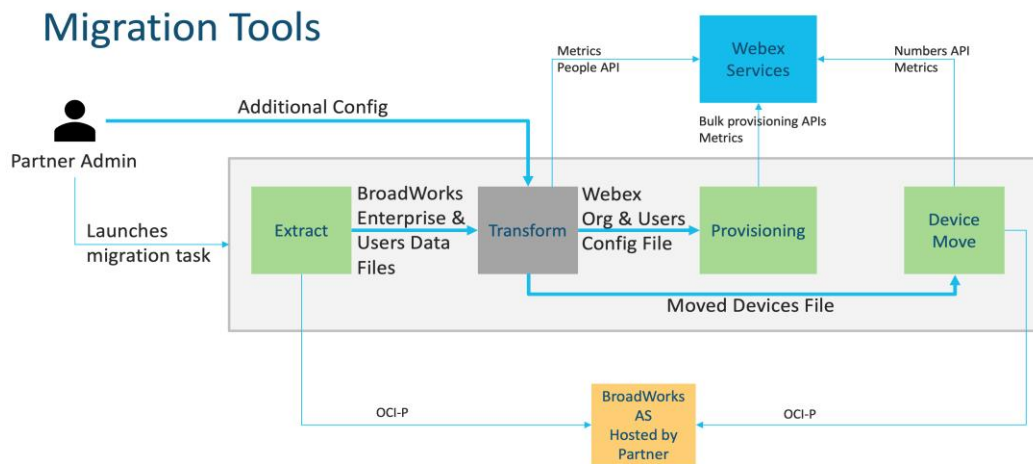 Migration Tools
Metrics
People API
Webex
Services
Numbers API
Metrics
Additional Config
Bulk provisioning APIs
Metrics
Partner Admin
Launches
migration task
Extract
BroadWorks
Enterprise &
Users Data
Files
Transform
Webex
Org & Users
Config File
Provisioning
Device
Move
Moved Devices File
OCI-P
BroadWorks
AS
Hosted by
Partner
OCI-P